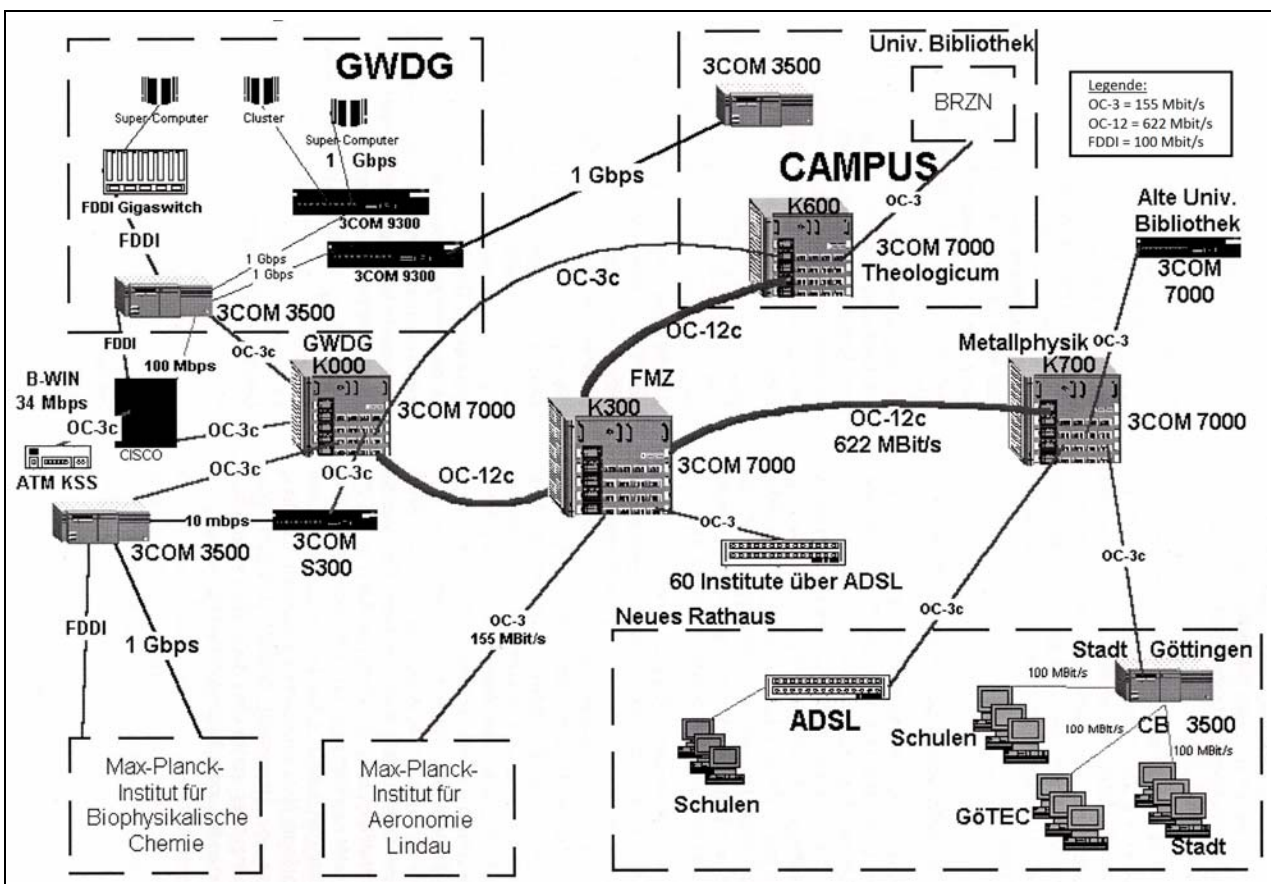 GWDG
Super-Computer
Cluster
Super-Computer
1 Gbps
FDDI Gigaswitch
3COM 9300
FDDI
1 Gbps
1 Gbps
3COM 9300
3COM 3500
1 Gbps
Univ. Bibliothek
3COM 3500
BRZN
CAMPUS
K600
OC-3
3COM 7000
Theologicum
Legende:
OC-3 = 155 Mbit/s
OC-12 = 622 Mbit/s
FDDI = 100 Mbit/s
Alte Univ.
Bibliothek
3COM
7000
OC-3
OC-3c
OC-12c
FDDI
100 Mbps
OC-3c
GWDG
K000
3COM 7000
B-WIN
34 Mbps
OC-3c
CISCO
OC-3c
ATM KSS
OC-3c
OC-3c
OC-12c
10 mbps
3COM 3500
3COM
S300
FMZ
K300
3COM 7000
OC-12c
622 MBit/s
Metallphysik
K700
3COM 7000
OC-3
60 Institute über ADSL
OC-3c
OC-3c
FDDI
1 Gbps
OC-3
155 MBit/s
Max-Planck-
Institut für
Biophysikalische
Chemie
Max-Planck-
Institut für
Aeronomie
Lindau
Neues Rathaus
ADSL
Schulen
Stadt Göttingen
100 MBit/s
CB 3500
Schulen
100 MBit/s
100 MBit/s
GöTEC
Stadt